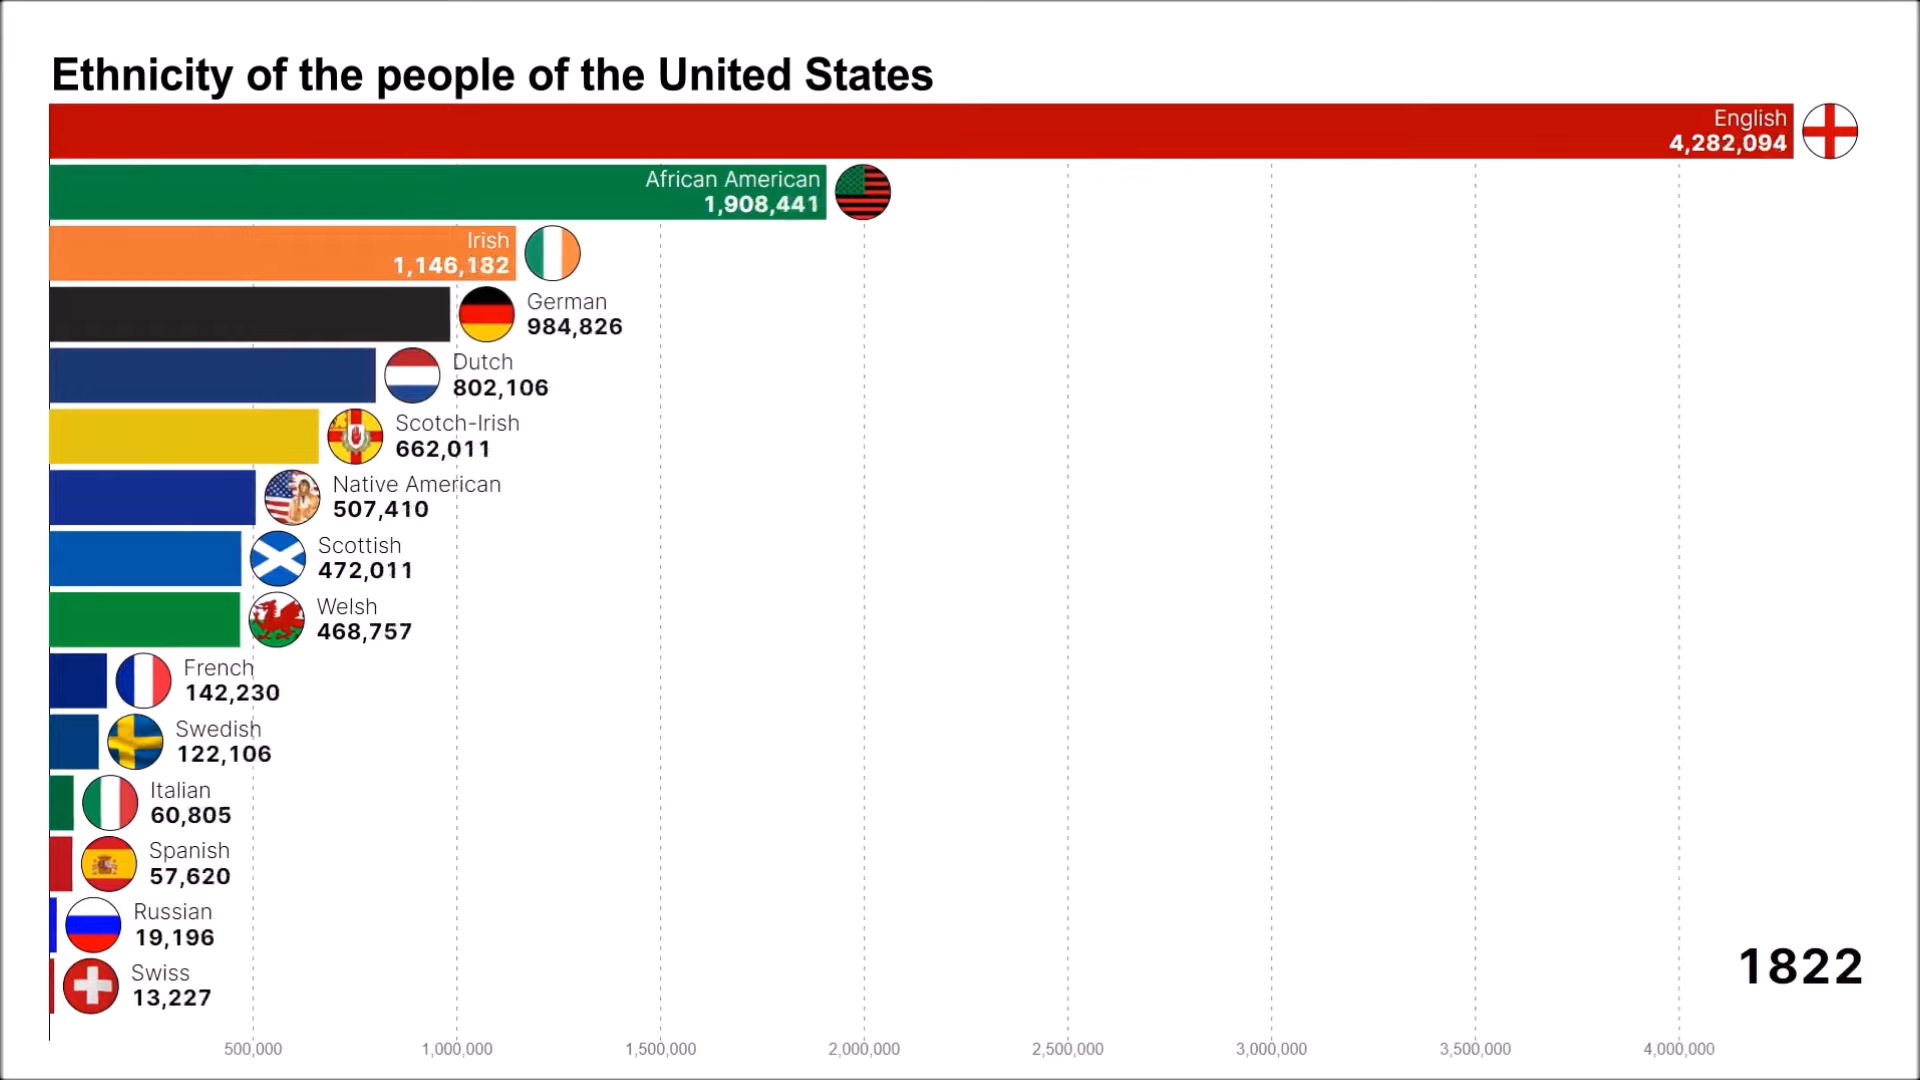 Ethnicity of the people of the United States
English
4,282,094
African American
1,908,441
Irish
1,146,182
German
984,826
Dutch
802,106
Scotch-Irish
662,011
Native American
507,410
Scottish
472,011
Welsh
468,757
French
142,230
Swedish
122,106
Italian
60,805
Spanish
57,620
Russian
19,196
Swiss
13,227
1822
500,000 1,000,000 1,500,000 2,000,000 2,500,000 3,000,000 3,500,000 4,000,000